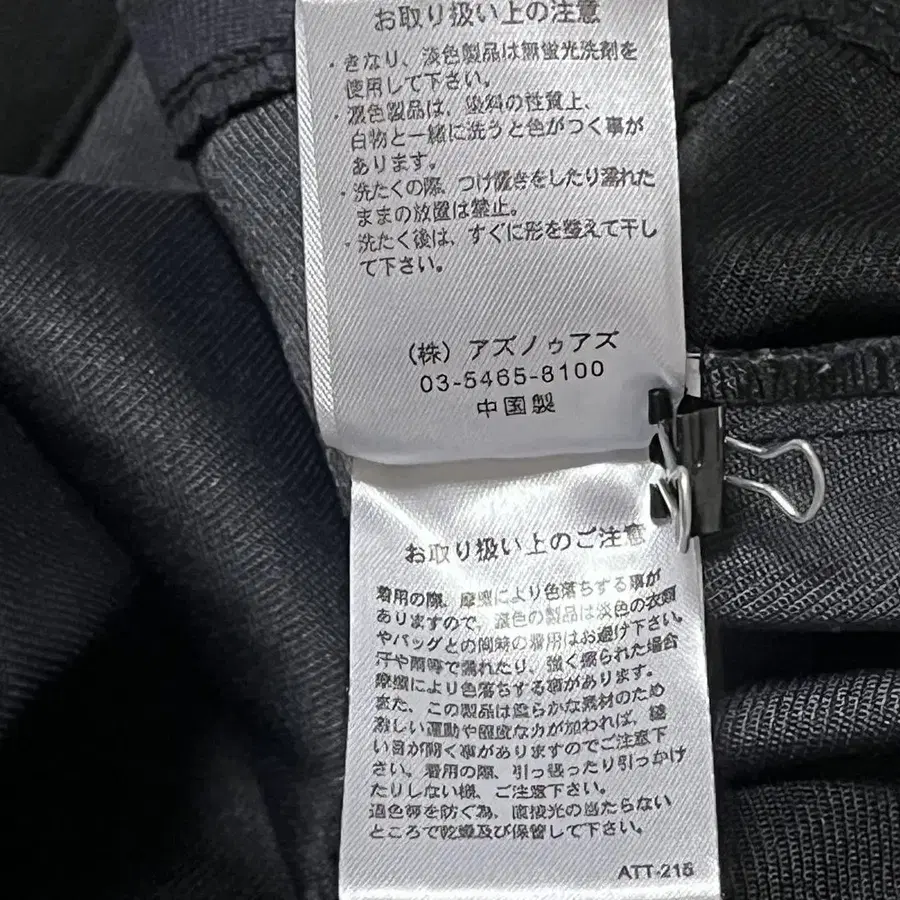 お取り扱い上の注意
・きなり、淡色製品は無蛍光洗剤を
使用して下さい。
・濃色製品は、染料の性質上、
白物と一緒に洗うと色がつく事が
あります。
・洗たくの際、つけ置きをしたり濡れた
ままの放置は禁止。
・洗たく後は、すぐに形を整えて干し
て下さい。
(株) アズノゥアズ
03-5465-8100
中国製
お取り扱い上のご注意
着用の際、摩擦により色落ちする事が
ありますので、濃色の製品は淡色の衣類
やバッグとの同時の着用はお避け下さい。
汗や雨等で濡れたり、強く擦られた場合
摩擦により色落ちする事があります。
また、この製品は柔らかな素材のため
激しい運動や極度な力が加われば、縫
い目が開く事がありますのでご注意下
さい。着用の際、引っ張ったり引っかけ
たりしない様、ご注意下さい。
退色等を防ぐ為、直接光の当たらない
ところで乾燥及び保管して下さい。
ATT-215